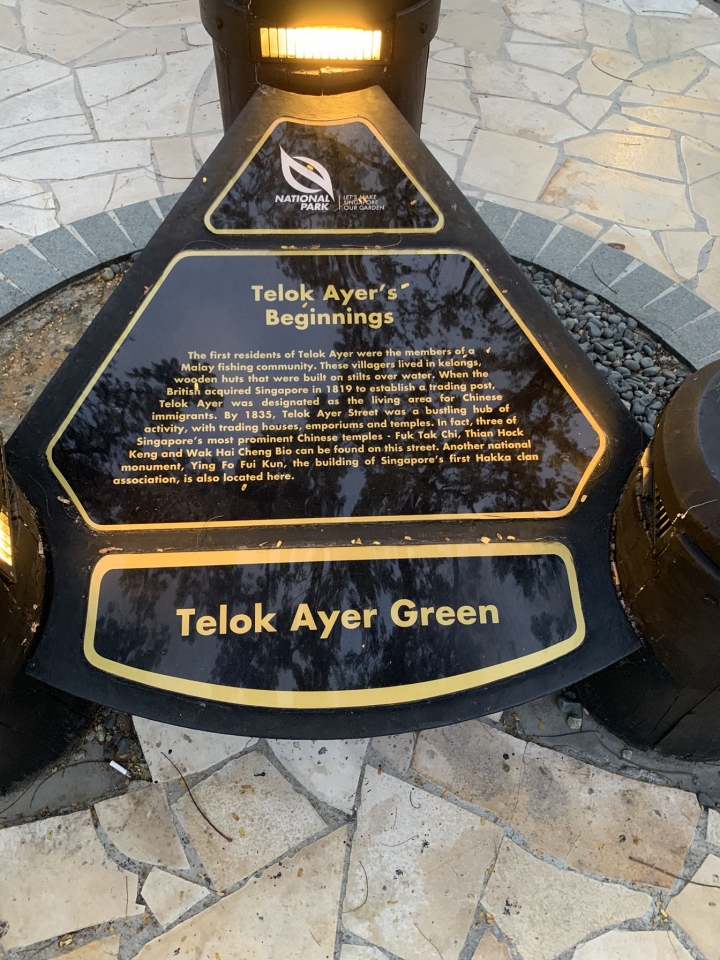 NATIONAL
PARK
LET'S MAKE
SINGAPORE
OUR GARDEN
Telok Ayer's
Beginnings
The first residents of Telok Ayer were the members of a
Malay fishing community. These villagers lived in kelongs,
wooden huts that were built on stilts over water. When the
British acquired Singapore in 1819 to establish a trading post,
Telok Ayer was designated as the living area for Chinese
immigrants. By 1835, Telok Ayer Street was a bustling hub of
activity, with trading houses, emporiums and temples. In fact, three of
Singapore's most prominent Chinese temples - Fuk Tak Chi, Thian Hock
Keng and Wak Hai Cheng Bio can be found on this street. Another national
monument, Ying Fo Fui Kun, the building of Singapore's first Hakka clan
association, is also located here.
Telok Ayer Green